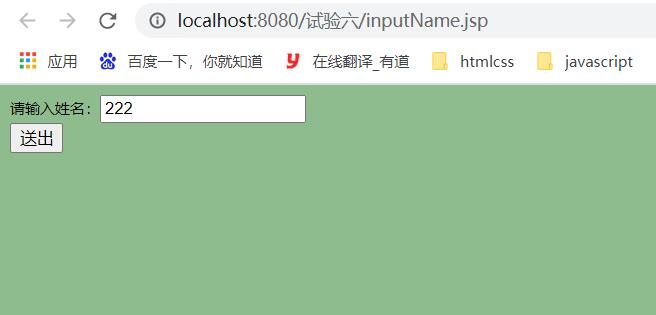 localhost:8080/试验六/inputName.jsp
应用 百度一下，你就知道 在线翻译_有道 htmlcss javascript
请输入姓名： 222
送出